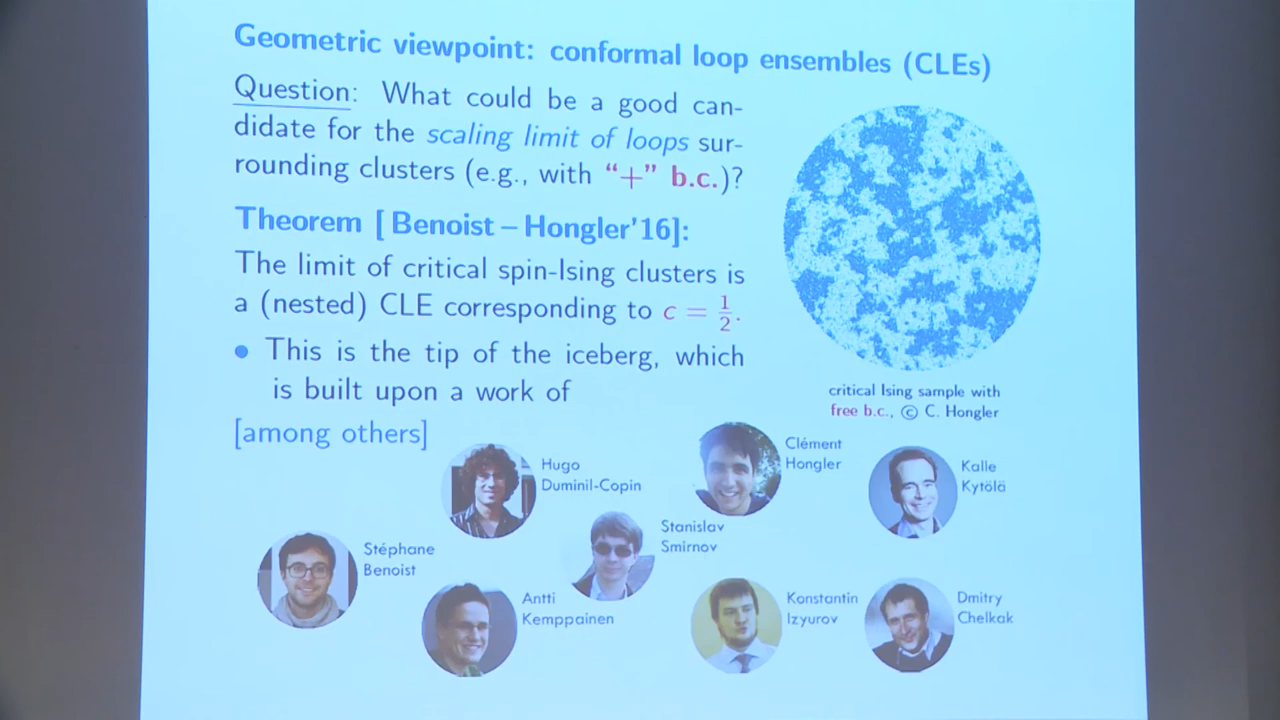 Geometric viewpoint: conformal loop ensembles (CLEs)
Question: What could be a good can-
didate for the scaling limit of loops sur-
rounding clusters (e.g., with “+” b.c.)?
Theorem [ Benoist – Hongler’16]:
The limit of critical spin-Ising clusters is
a (nested) CLE corresponding to c = 1/2.
• This is the tip of the iceberg, which
is built upon a work of
[among others]
critical Ising sample with
free b.c., © C. Hongler
Hugo
Duminil-Copin
Clément
Hongler
Kalle
Kytölä
Stéphane
Benoist
Stanislav
Smirnov
Antti
Kemppainen
Konstantin
Izyurov
Dmitry
Chelkak